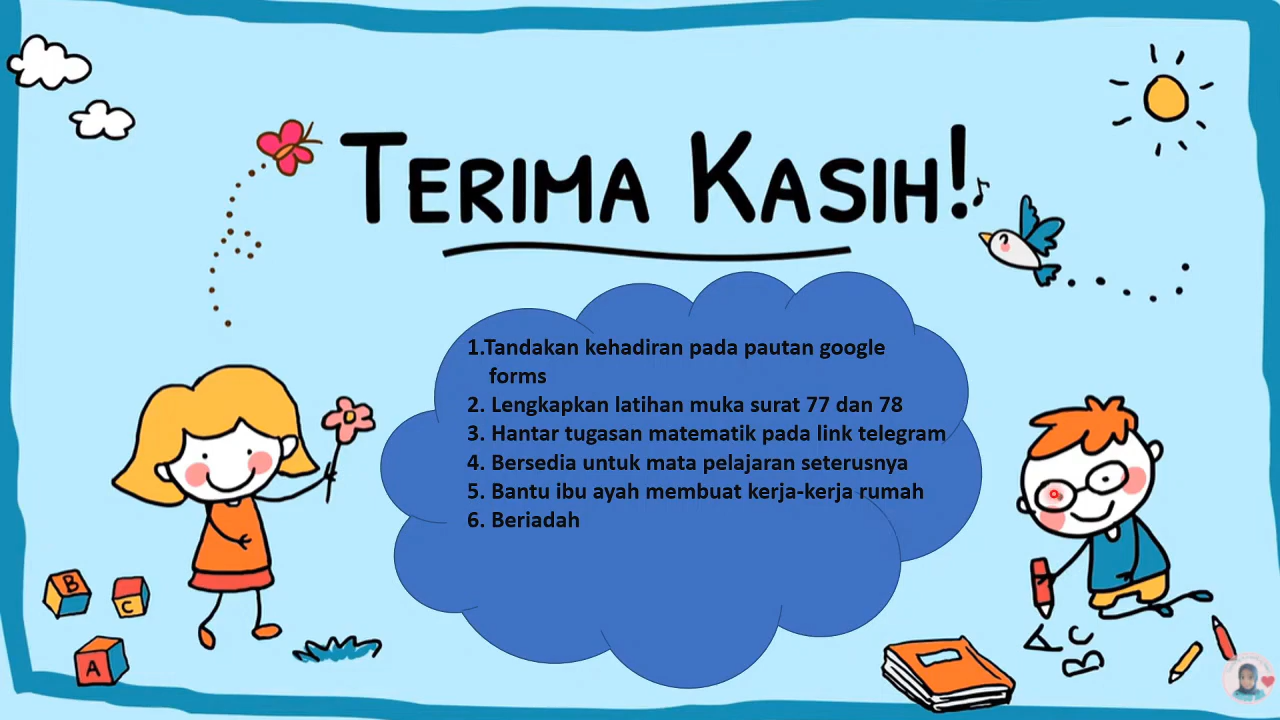 TERIMA KASIH!
1.Tandakan kehadiran pada pautan google
forms
2. Lengkapkan latihan muka surat 77 dan 78
3. Hantar tugasan matematik pada link telegram
4. Bersedia untuk mata pelajaran seterusnya
5. Bantu ibu ayah membuat kerja-kerja rumah
6. Beriadah
B
C
A
A
B
C